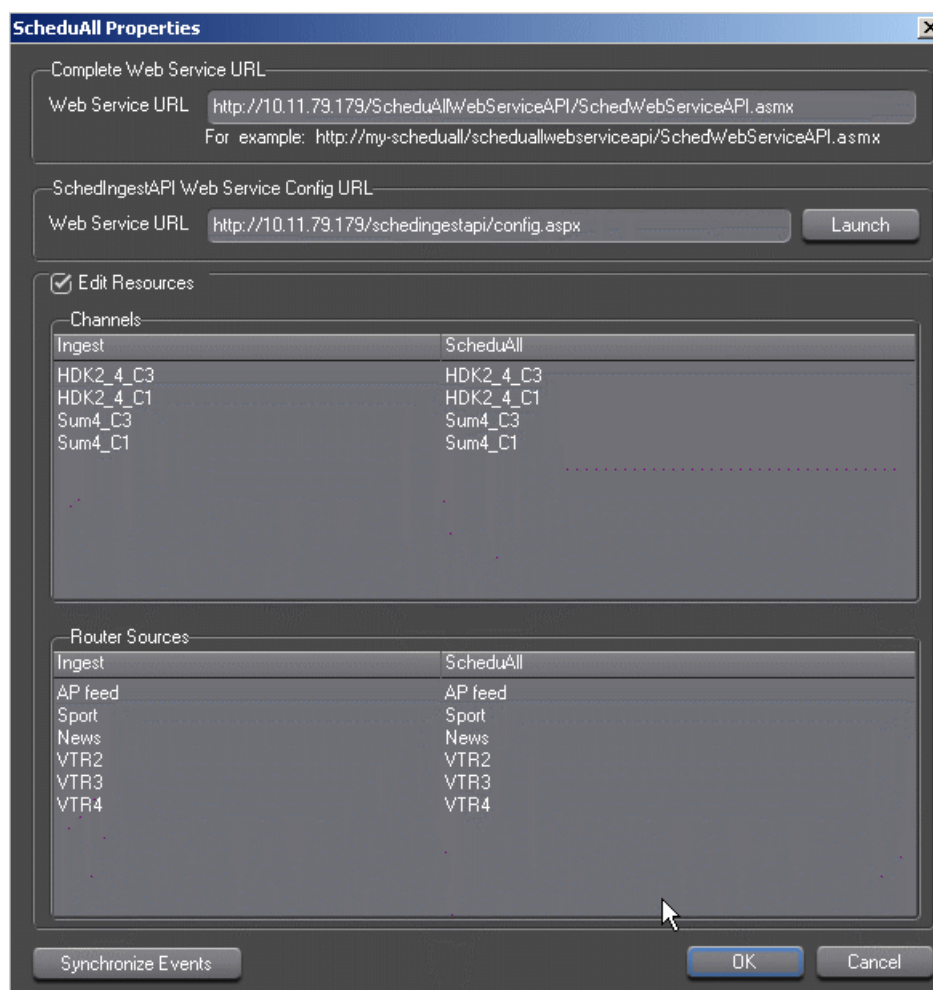 ScheduAll Properties
Complete Web Service URL
Web Service URL http://10.11.79.179/ScheduAllWebServiceAPI/SchedWebServiceAPI.asmx
For example: http://my-scheduall/scheduallwebserviceapi/SchedWebServiceAPI.asmx
SchedIngestAPI Web Service Config URL
Web Service URL http://10.11.79.179/schedingestapi/config.aspx Launch
Edit Resources
Channels
Ingest ScheduAll
HDK2_4_C3 HDK2_4_C3
HDK2_4_C1 HDK2_4_C1
Sum4_C3 Sum4_C3
Sum4_C1 Sum4_C1
Router Sources
Ingest ScheduAll
AP feed AP feed
Sport Sport
News News
VTR2 VTR2
VTR3 VTR3
VTR4 VTR4
Synchronize Events OK Cancel